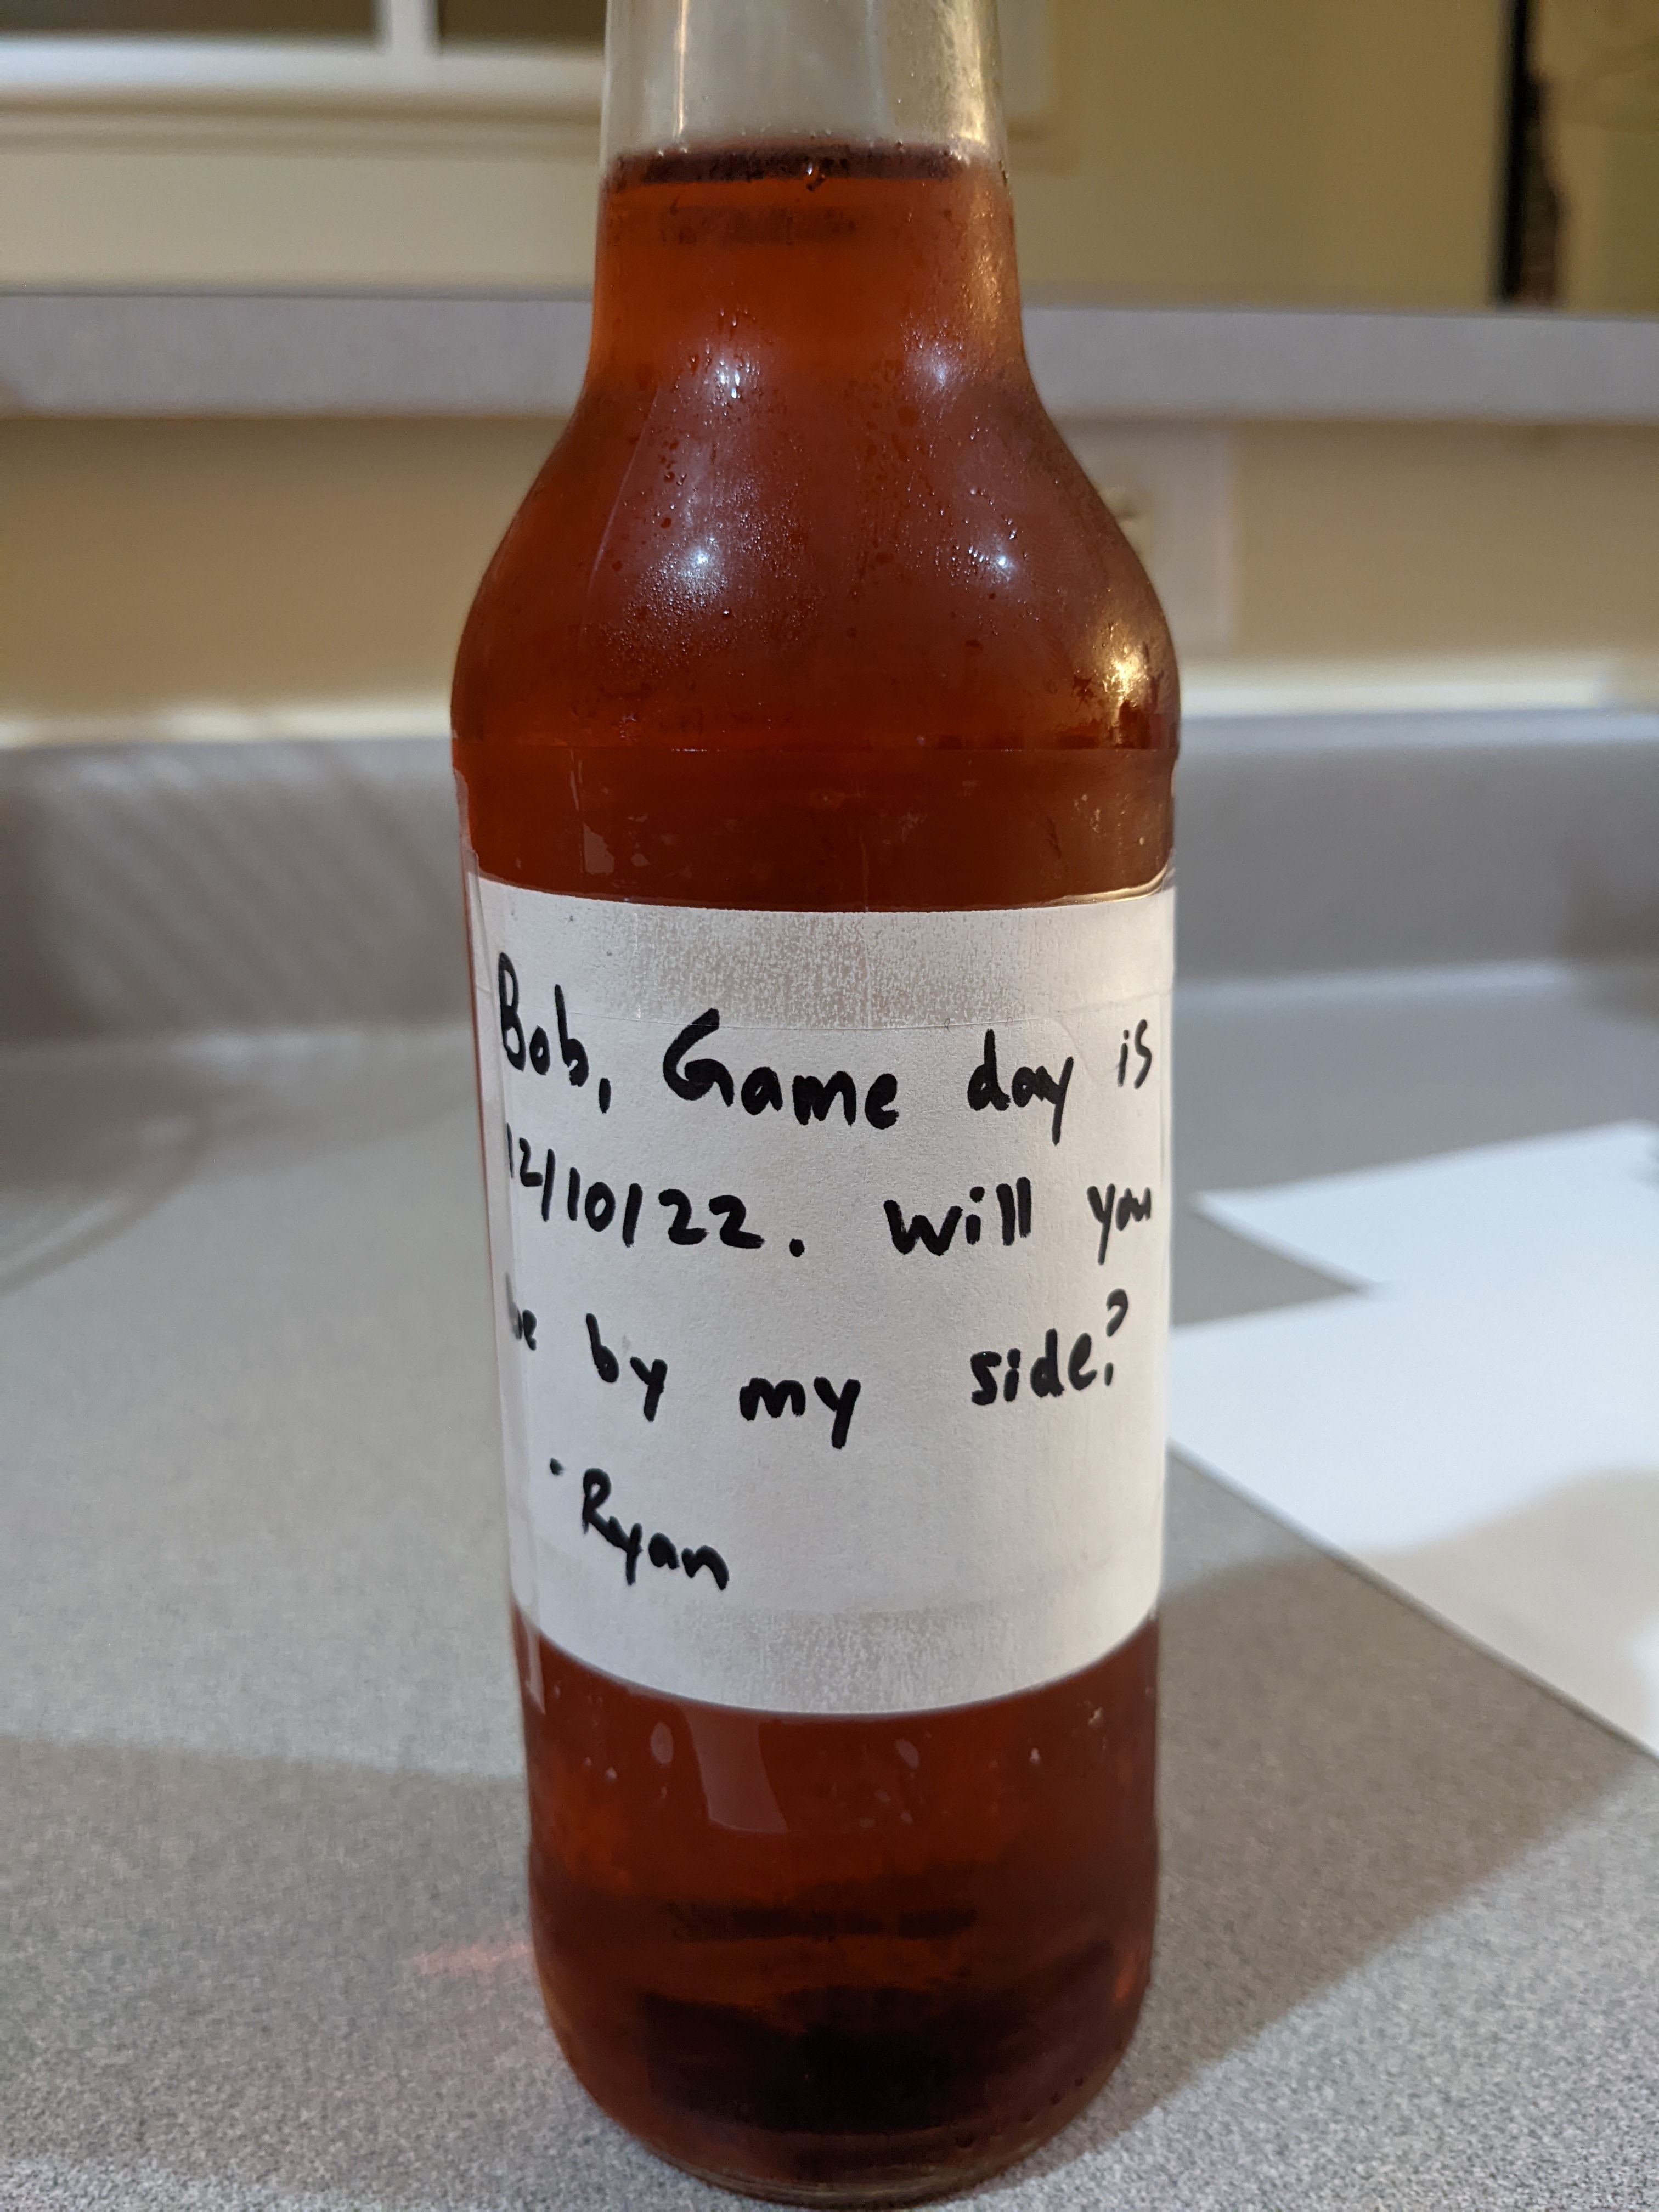 Bob, Game day is
12/10/22. Will you
be by my side?
-Ryan